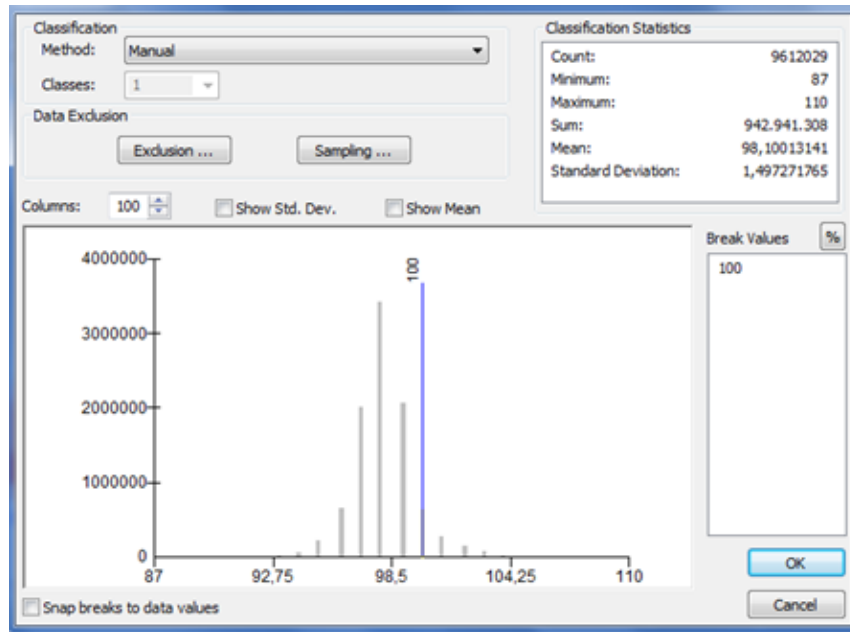 Classification
Method: Manual
Classes: 1
Data Exclusion
Exclusion ... Sampling ...
Classification Statistics
Count: 9612029
Minimum: 87
Maximum: 110
Sum: 942.941.308
Mean: 98,10013141
Standard Deviation: 1,497271765
Columns: 100 Show Std. Dev. Show Mean
Break Values %
100
100
4000000
3000000
2000000
1000000
0
87 92,75 98,5 104,25 110
OK
Snap breaks to data values
Cancel